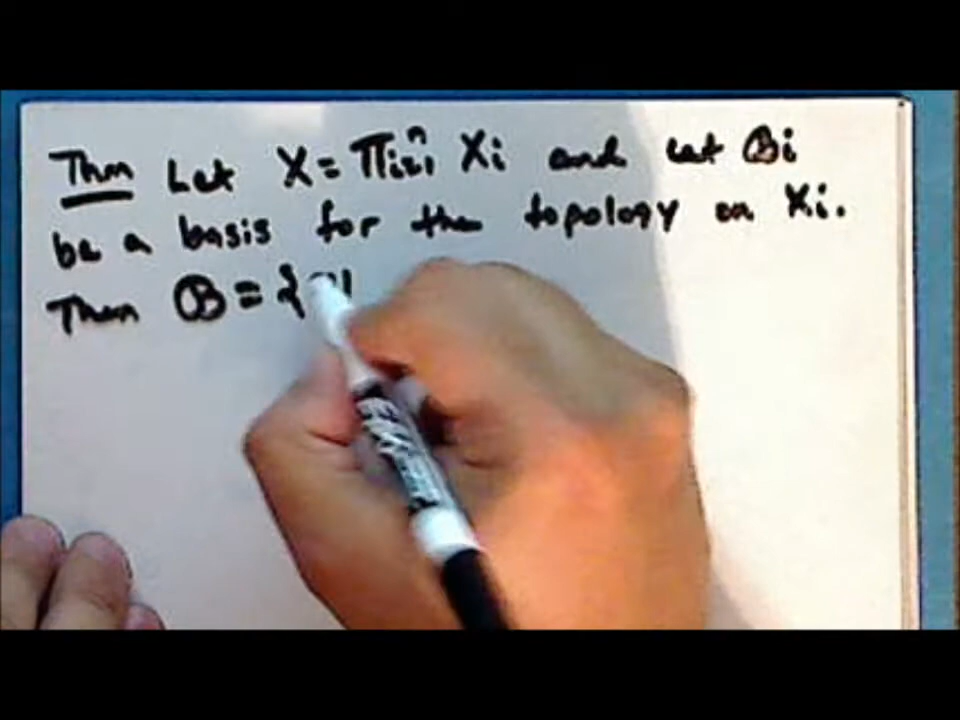 Thm Let X = Πᵢ₌₁ⁿ Xᵢ and let Bᵢ
be a basis for the topology on Xᵢ.
Then B = {